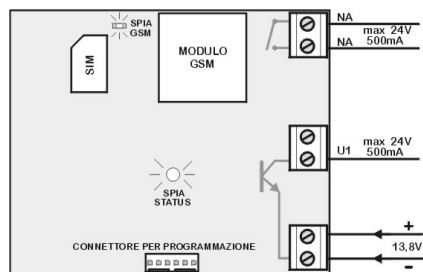 SPIA
GSM
SIM
MODULO
GSM
NA
max 24V
NA 500mA
max 24V
U1 500mA
SPIA
STATUS
CONNETTORE PER PROGRAMMAZIONE
+
13,8V
-